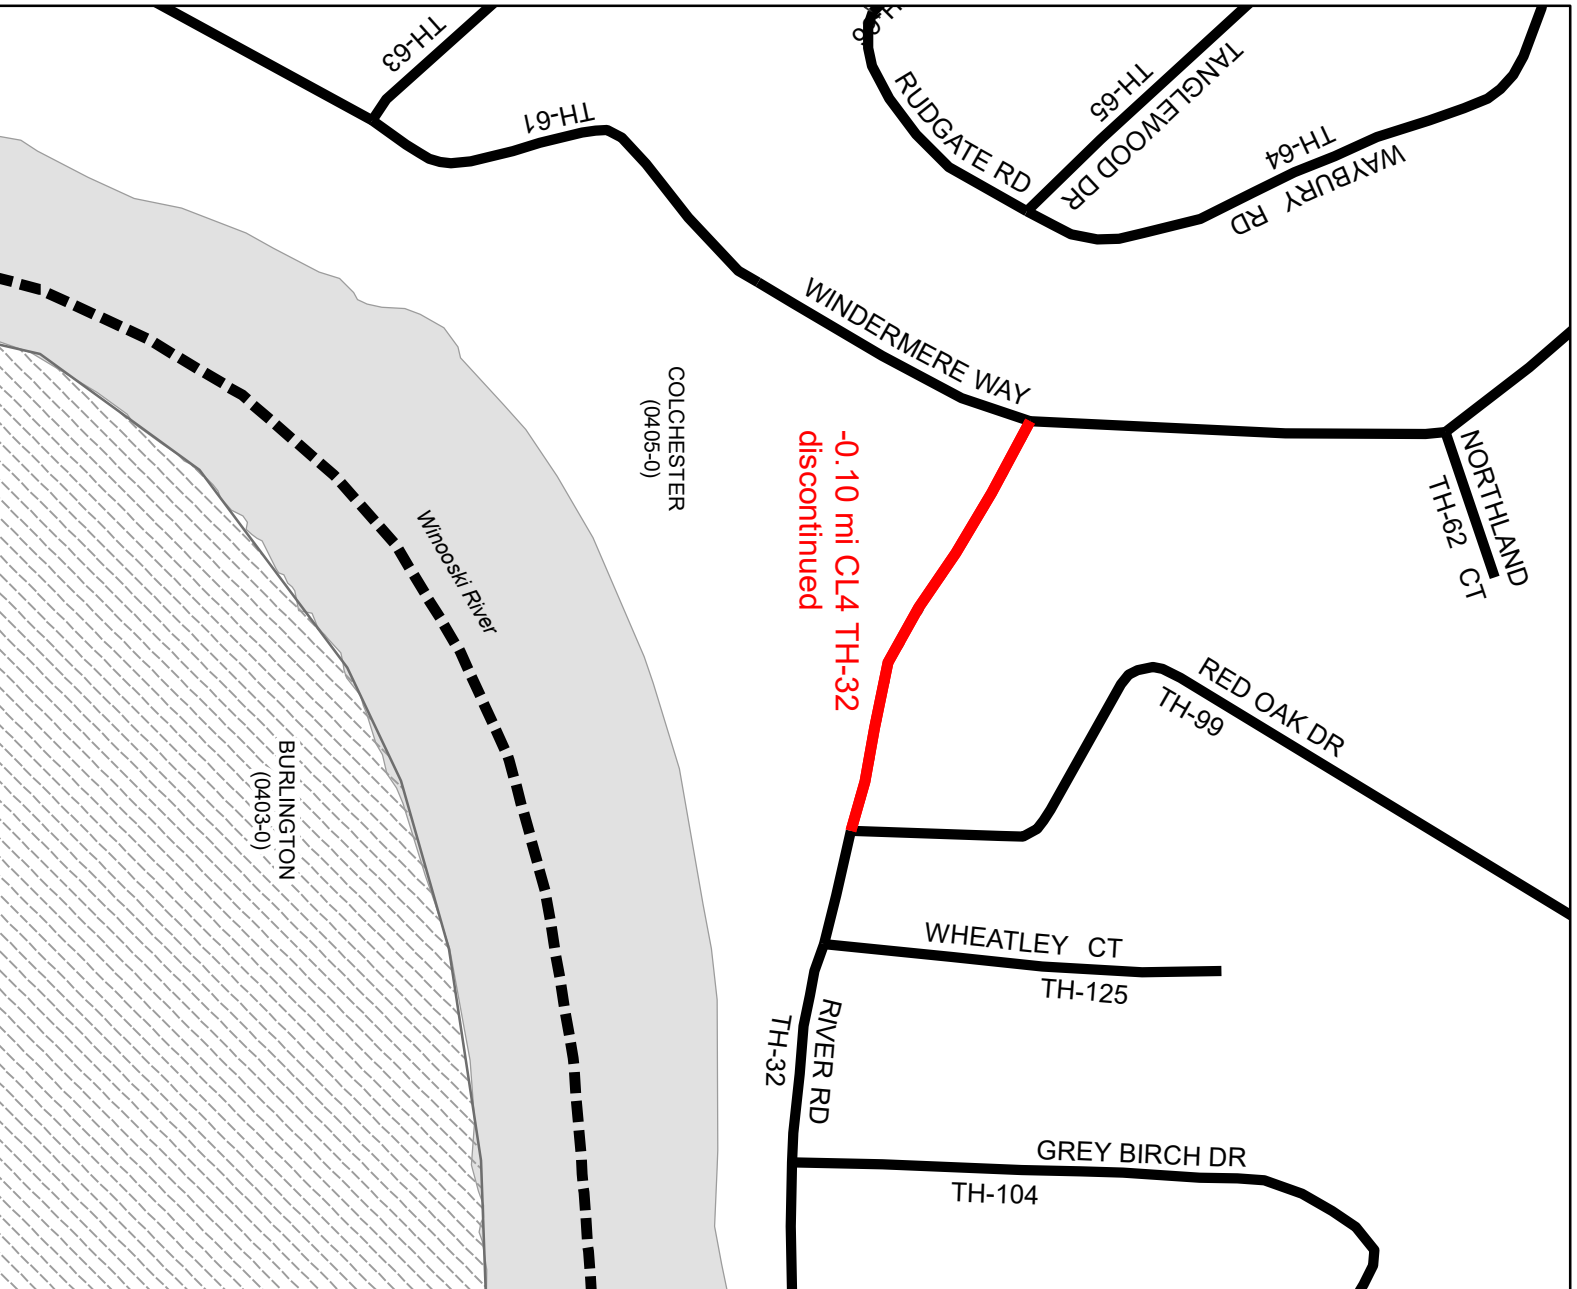 TH-63
TH-61
TH-66
RUDGATE RD
TH-65
TANGLEWOOD DR
TH-64
WAYBURY RD
WINDERMERE WAY
COLCHESTER
(0405-0)
-0.10 mi CL4 TH-32
discontinued
NORTHLAND CT
TH-62
Winooski River
RED OAK DR
TH-99
BURLINGTON
(0403-0)
WHEATLEY CT
TH-125
RIVER RD
TH-32
GREY BIRCH DR
TH-104